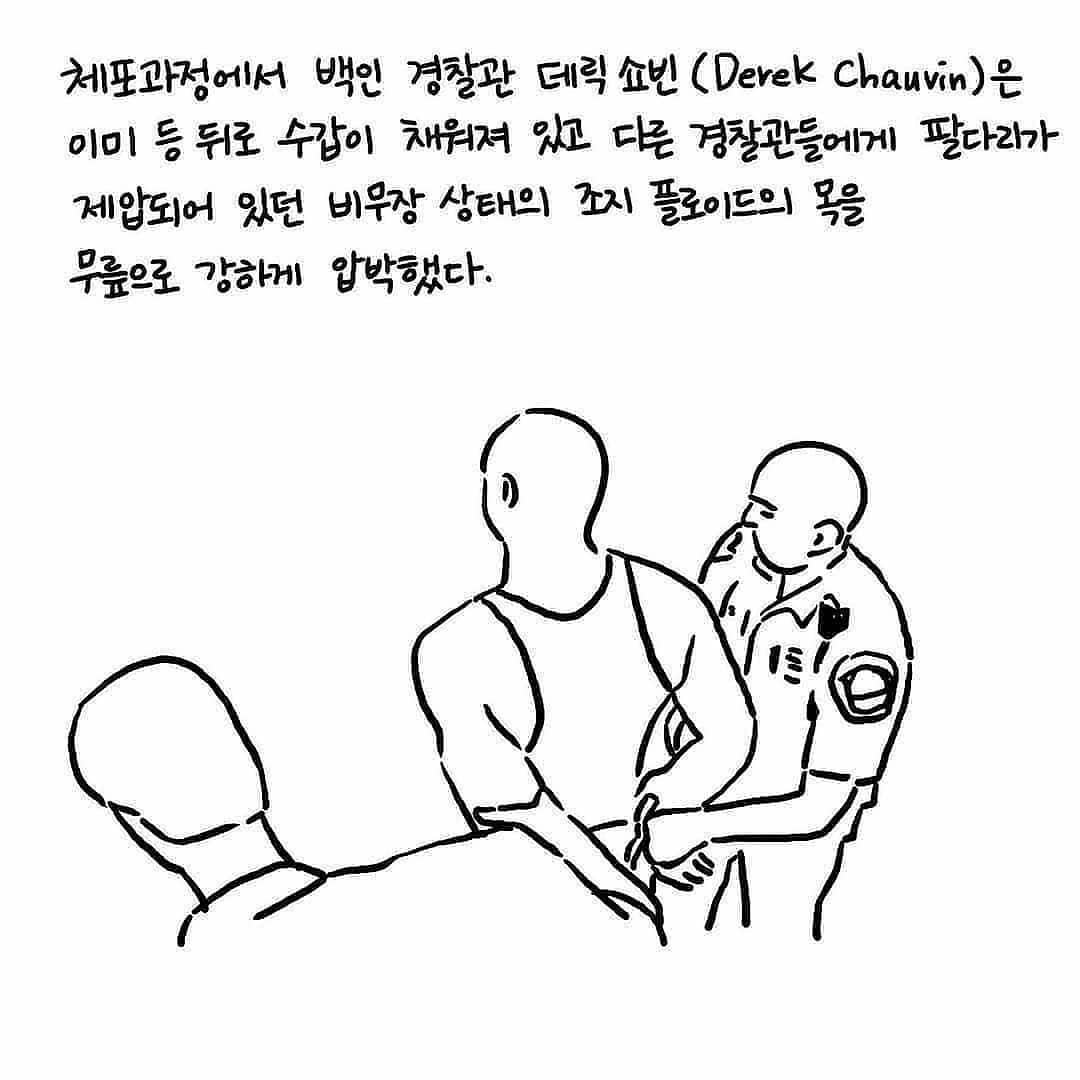 체포과정에서 백인 경찰관 데릭 쇼빈 (Derek Chauvin)은
이미 등 뒤로 수갑이 채워져 있고 다른 경찰관들에게 팔다리가
제압되어 있던 비무장 상태의 조지 플로이드의 목을
무릎으로 강하게 압박했다.